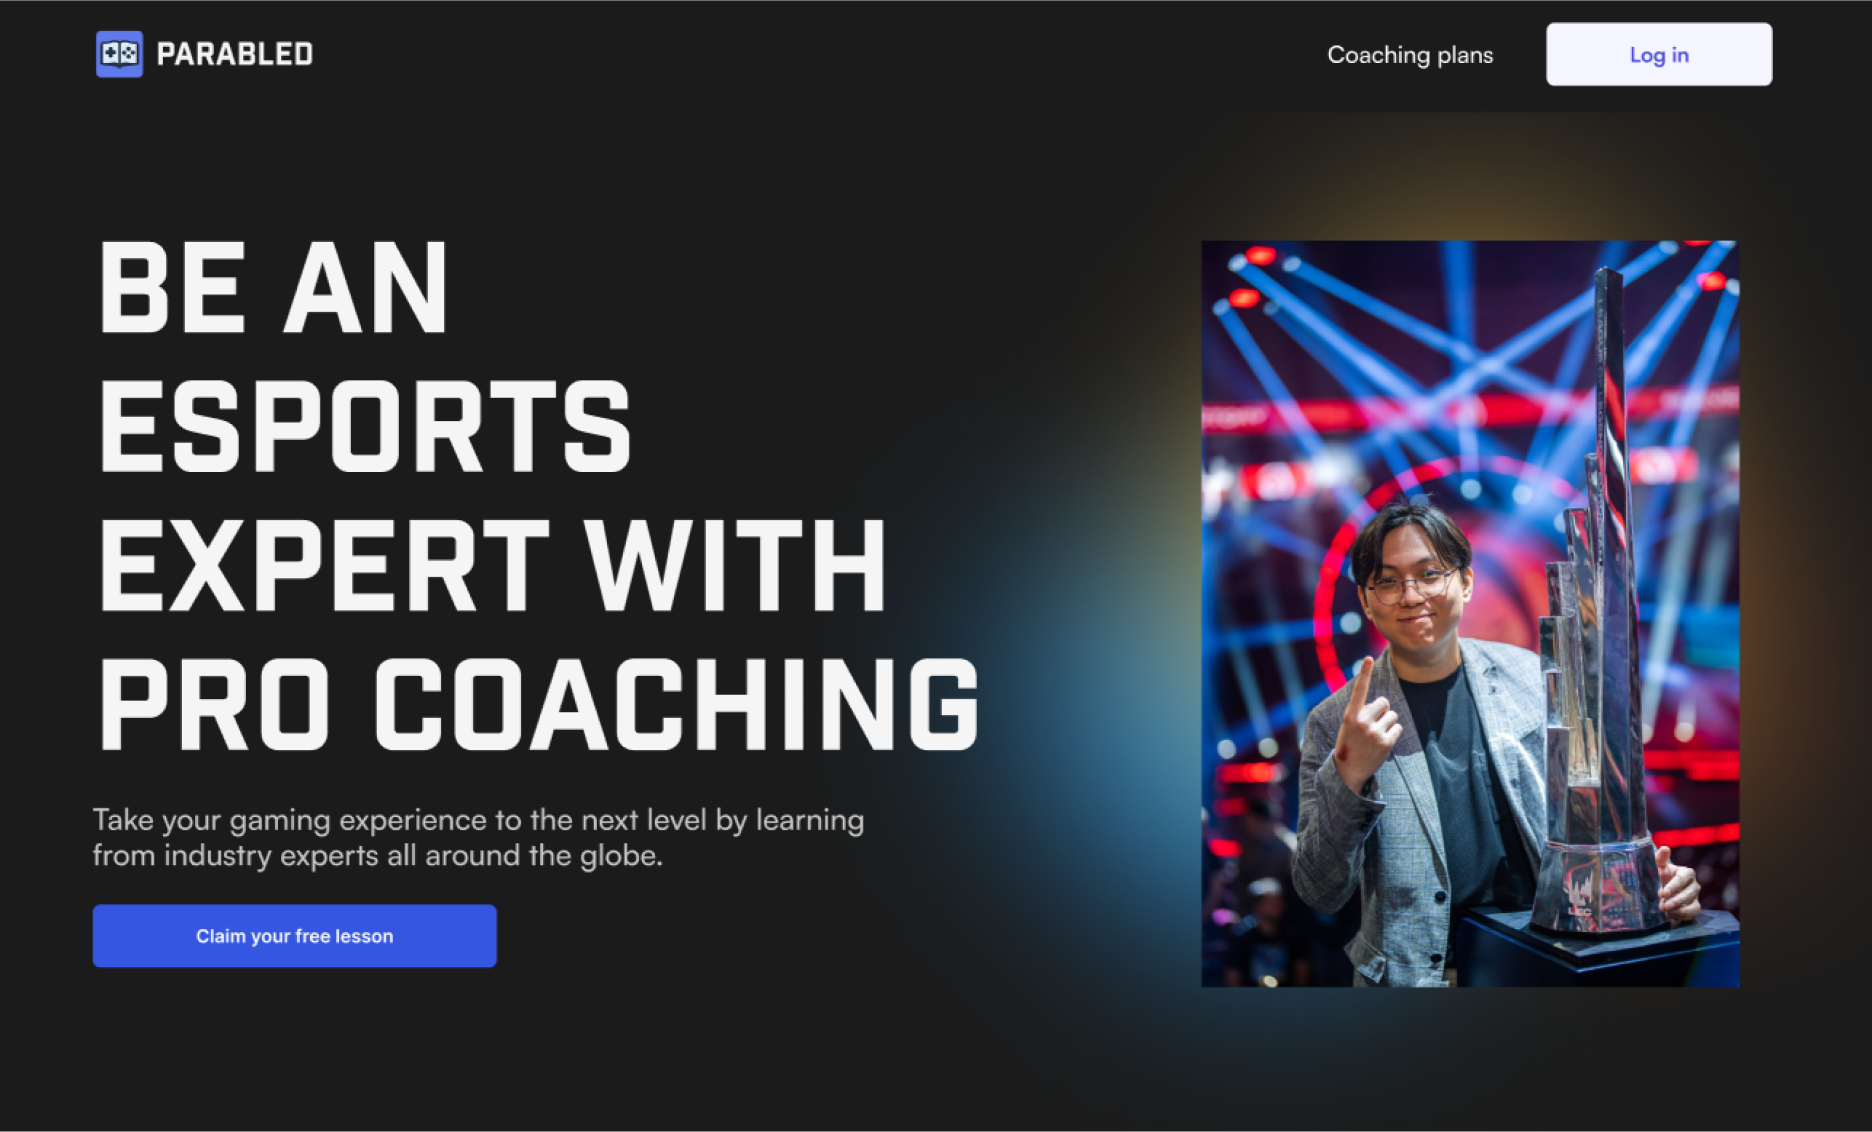 PARABLED
Coaching plans
Log in
BE AN
ESPORTS
EXPERT WITH
PRO COACHING
Take your gaming experience to the next level by learning
from industry experts all around the globe.
Claim your free lesson
LEC